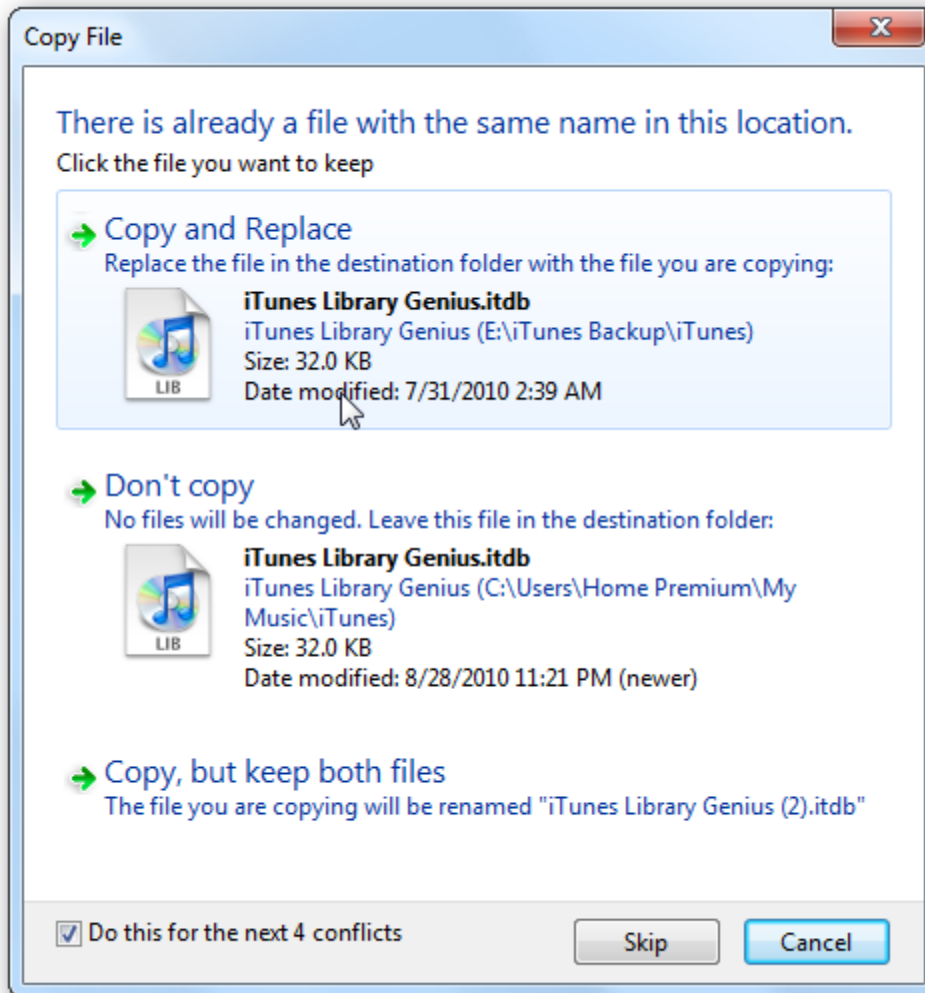 Copy File
There is already a file with the same name in this location.
Click the file you want to keep
Copy and Replace
Replace the file in the destination folder with the file you are copying:
iTunes Library Genius.itdb
iTunes Library Genius (E:\iTunes Backup\iTunes)
Size: 32.0 KB
Date modified: 7/31/2010 2:39 AM
LIB
Don't copy
No files will be changed. Leave this file in the destination folder:
iTunes Library Genius.itdb
iTunes Library Genius (C:\Users\Home Premium\My
Music\iTunes)
Size: 32.0 KB
LIB
Date modified: 8/28/2010 11:21 PM (newer)
Copy, but keep both files
The file you are copying will be renamed "iTunes Library Genius (2).itdb"
Do this for the next 4 conflicts
Skip
Cancel